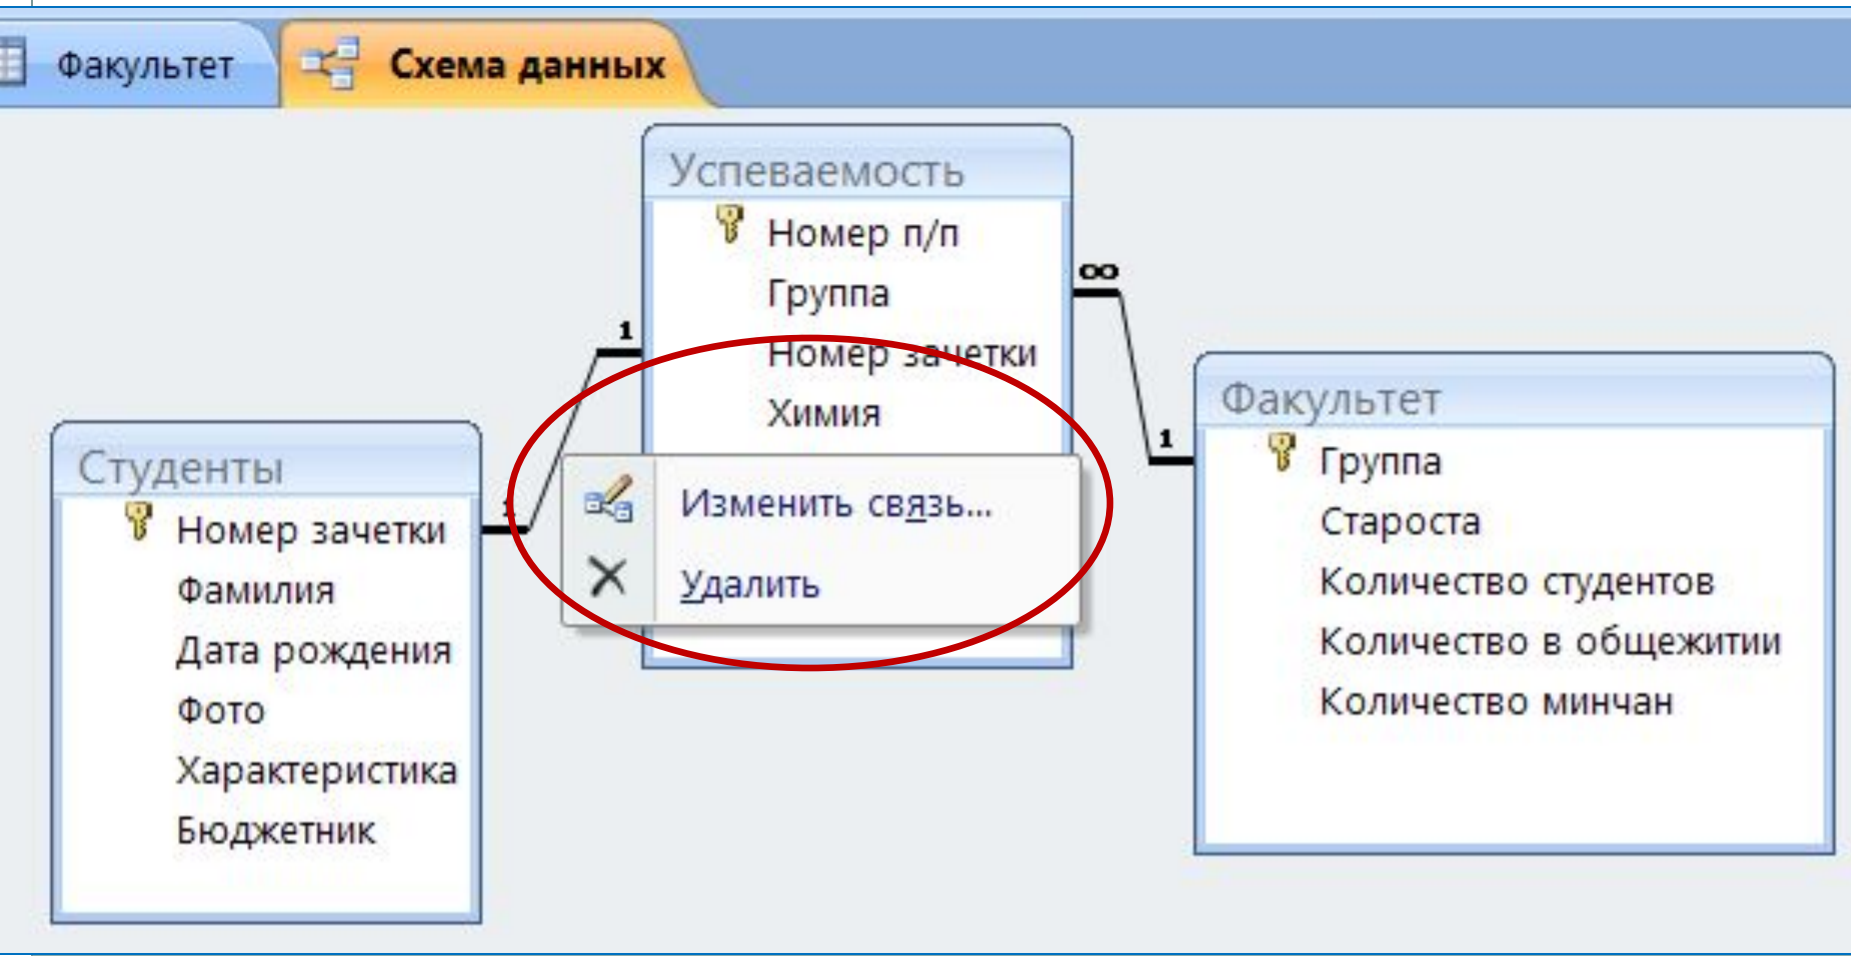 Факультет
Схема данных
Успеваемость
Номер п/п
Группа
Номер зачетки
Химия
∞
1
1
1
Изменить связь...
Удалить
Студенты
Номер зачетки
Фамилия
Дата рождения
Фото
Характеристика
Бюджетник
Факультет
Группа
Староста
Количество студентов
Количество в общежитии
Количество минчан